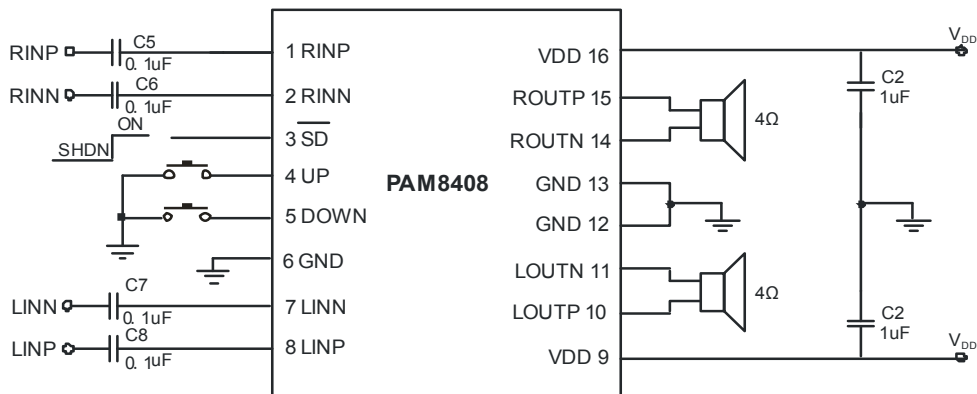 RINP
C5
0. 1uF
1 RINP
RINN
C6
0. 1uF
2 RINN
ON
SHDN
3 SD
4 UP
5 DOWN
6 GND
LINN
C7
0. 1uF
7 LINN
LINP
C8
0. 1uF
8 LINP
PAM8408
VDD 16
ROUTP 15
ROUTN 14
4Ω
GND 13
GND 12
LOUTN 11
LOUTP 10
4Ω
VDD 9
VDD
C2
1uF
C2
1uF
VDD